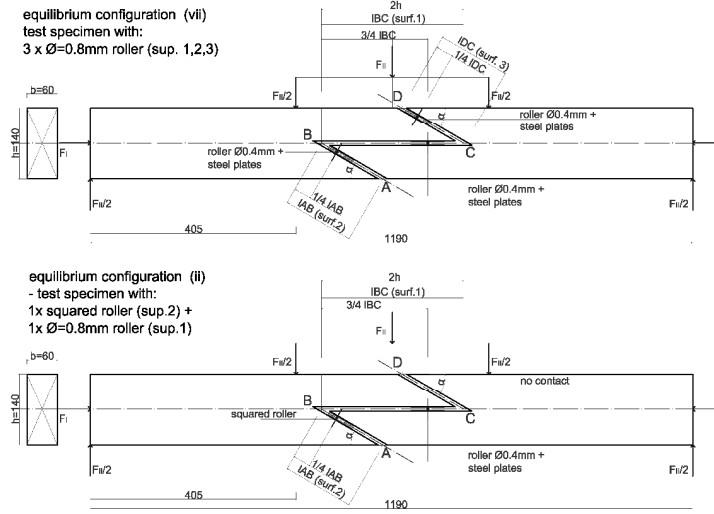 equilibrium configuration (vii)
test specimen with:
3 x Ø=0.8mm roller (sup. 1,2,3)
2h
IBC (surf.1)
3/4 IBC
IDC (surf. 3)
1/4 IDC
FII
b=60
FII/2
D
FII/2
α
roller Ø0.4mm +
steel plates
h=140
FI
B
roller Ø0.4mm +
steel plates
C
α
A
roller Ø0.4mm +
steel plates
FII/2
1/4 IAB
IAB (surf.2)
FII/2
405
1190
equilibrium configuration (ii)
- test specimen with:
1x squared roller (sup.2) +
1x Ø=0.8mm roller (sup.1)
2h
IBC (surf.1)
3/4 IBC
FII
b=60
FII/2
D
FII/2
α
no contact
h=140
FI
B
squared roller
C
α
A
roller Ø0.4mm +
steel plates
FII/2
1/4 IAB
IAB (surf.2)
FII/2
405
1190